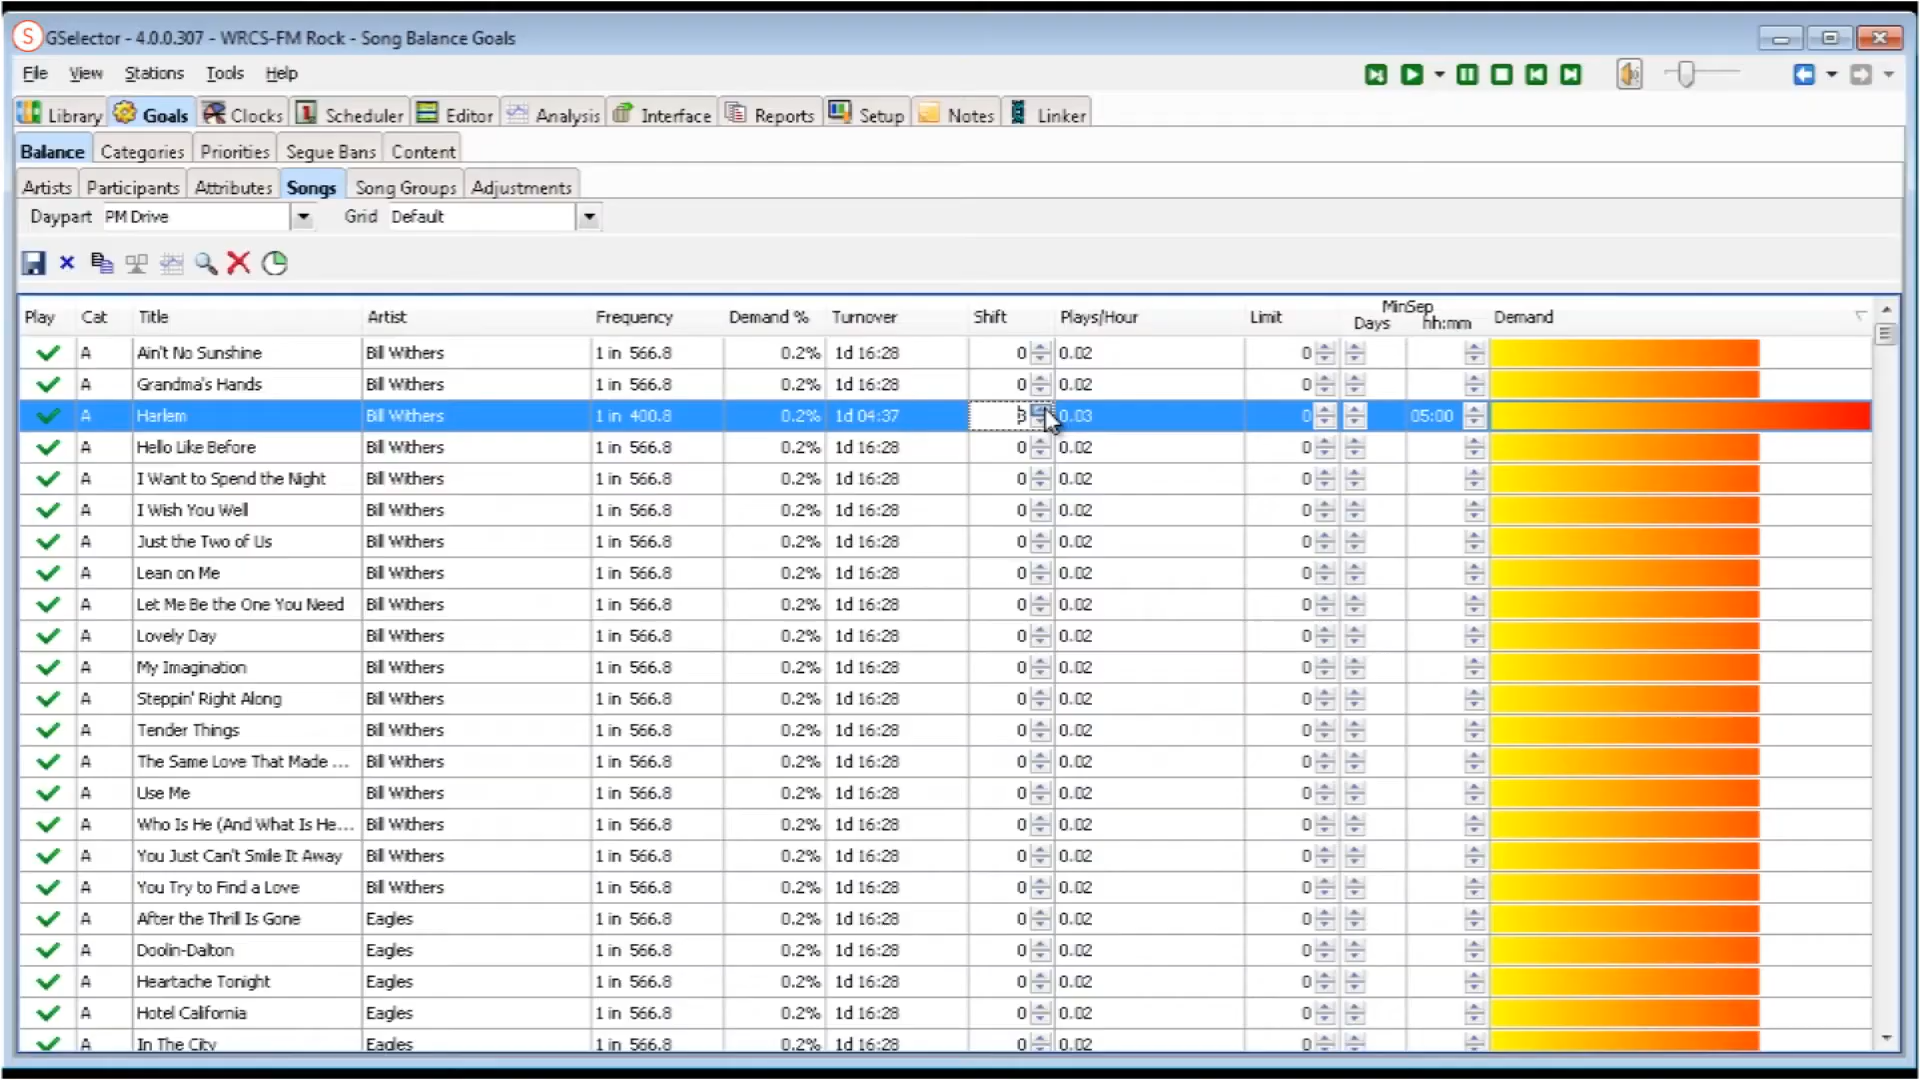 S GSelector - 4.0.0.307 - WRCS-FM Rock - Song Balance Goals
File View Stations Tools Help
Library Goals Clocks Scheduler Editor Analysis Interface Reports Setup Notes Linker
Balance Categories Priorities Segue Bans Content
Artists Participants Attributes Songs Song Groups Adjustments
Daypart PM Drive Grid Default
MinSep
Play Cat Title Artist Frequency Demand % Turnover Shift Plays/Hour Limit Days hh:mm Demand
A Ain't No Sunshine Bill Withers 1 in 566.8 0.2% 1d 16:28 0 0.02 0
A Grandma's Hands Bill Withers 1 in 566.8 0.2% 1d 16:28 0 0.02 0
A Harlem Bill Withers 1 in 400.8 0.2% 1d 04:37 0.03 0 05:00
A Hello Like Before Bill Withers 1 in 566.8 0.2% 1d 16:28 0 0.02 0
A I Want to Spend the Night Bill Withers 1 in 566.8 0.2% 1d 16:28 0 0.02 0
A I Wish You Well Bill Withers 1 in 566.8 0.2% 1d 16:28 0 0.02 0
A Just the Two of Us Bill Withers 1 in 566.8 0.2% 1d 16:28 0 0.02 0
A Lean on Me Bill Withers 1 in 566.8 0.2% 1d 16:28 0 0.02 0
A Let Me Be the One You Need Bill Withers 1 in 566.8 0.2% 1d 16:28 0 0.02 0
A Lovely Day Bill Withers 1 in 566.8 0.2% 1d 16:28 0 0.02 0
A My Imagination Bill Withers 1 in 566.8 0.2% 1d 16:28 0 0.02 0
A Steppin' Right Along Bill Withers 1 in 566.8 0.2% 1d 16:28 0 0.02 0
A Tender Things Bill Withers 1 in 566.8 0.2% 1d 16:28 0 0.02 0
A The Same Love That Made ... Bill Withers 1 in 566.8 0.2% 1d 16:28 0 0.02 0
A Use Me Bill Withers 1 in 566.8 0.2% 1d 16:28 0 0.02 0
A Who Is He (And What Is He... Bill Withers 1 in 566.8 0.2% 1d 16:28 0 0.02 0
A You Just Can't Smile It Away Bill Withers 1 in 566.8 0.2% 1d 16:28 0 0.02 0
A You Try to Find a Love Bill Withers 1 in 566.8 0.2% 1d 16:28 0 0.02 0
A After the Thrill Is Gone Eagles 1 in 566.8 0.2% 1d 16:28 0 0.02 0
A Doolin-Dalton Eagles 1 in 566.8 0.2% 1d 16:28 0 0.02 0
A Heartache Tonight Eagles 1 in 566.8 0.2% 1d 16:28 0 0.02 0
A Hotel California Eagles 1 in 566.8 0.2% 1d 16:28 0 0.02 0
A In The City Eagles 1 in 566.8 0.2% 1d 16:28 0 0.02 0